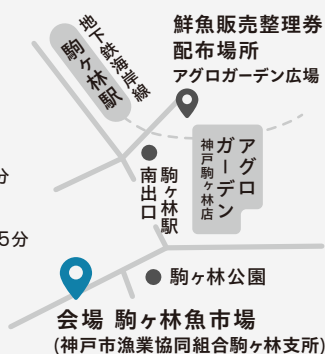 鮮魚販売整理券
配布場所
アグロガーデン広場
地下鉄海岸線
駒ヶ林駅
アグロ
ガーデン
神戸駒ヶ林店
駒ヶ林駅
南出口
分
5分
駒ヶ林公園
会場 駒ヶ林魚市場
(神戸市漁業協同組合駒ヶ林支所)